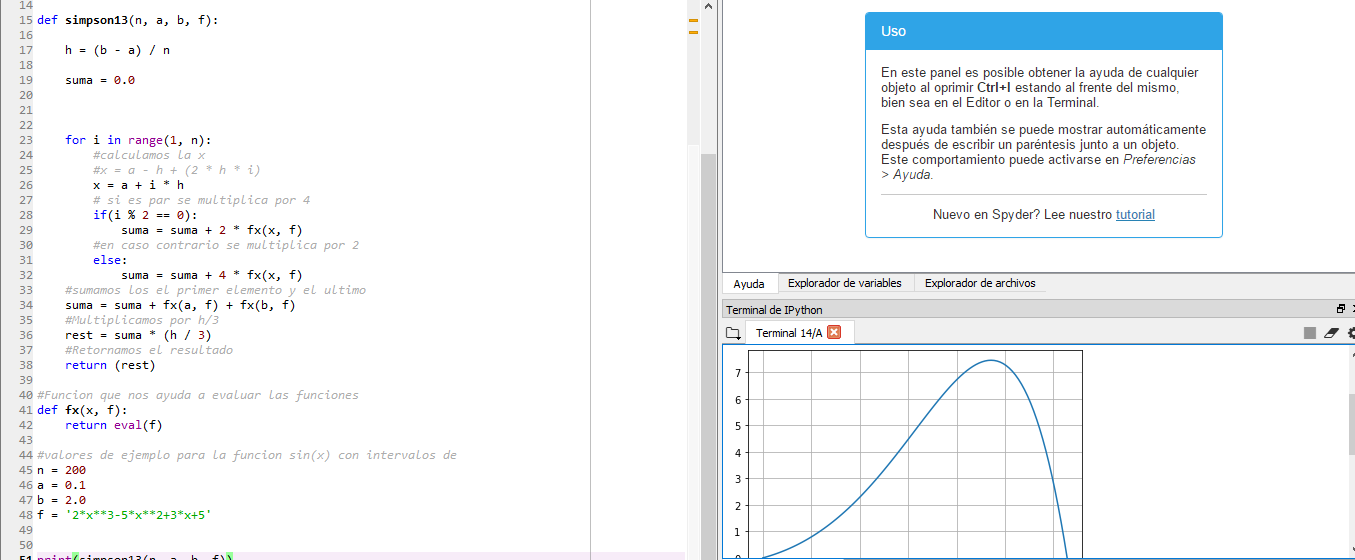 14
15 def simpson13(n, a, b, f):
16
17 h = (b - a) / n
18
19 suma = 0.0
20
21
22
23 for i in range(1, n):
24 #calculamos la x
25 #x = a - h + (2 * h * i)
26 x = a + i * h
27 # si es par se multiplica por 4
28 if(i % 2 == 0):
29 suma = suma + 2 * fx(x, f)
30 #en caso contrario se multiplica por 2
31 else:
32 suma = suma + 4 * fx(x, f)
33 #sumamos los el primer elemento y el ultimo
34 suma = suma + fx(a, f) + fx(b, f)
35 #Multiplicamos por h/3
36 rest = suma * (h / 3)
37 #Retornamos el resultado
38 return (rest)
39
40 #Funcion que nos ayuda a evaluar las funciones
41 def fx(x, f):
42 return eval(f)
43
44 #valores de ejemplo para la funcion sin(x) con intervalos de
45 n = 200
46 a = 0.1
47 b = 2.0
48 f = '2*x**3-5*x**2+3*x+5'
49
50
51 print(simpson13(n, a, b, f))
Uso
En este panel es posible obtener la ayuda de cualquier
objeto al oprimir Ctrl+I estando al frente del mismo,
bien sea en el Editor o en la Terminal.
Esta ayuda también se puede mostrar automáticamente
después de escribir un paréntesis junto a un objeto.
Este comportamiento puede activarse en Preferencias
> Ayuda.
Nuevo en Spyder? Lee nuestro tutorial
Ayuda Explorador de variables Explorador de archivos
Terminal de IPython
Terminal 14/A
7
6
5
4
3
2
1
0